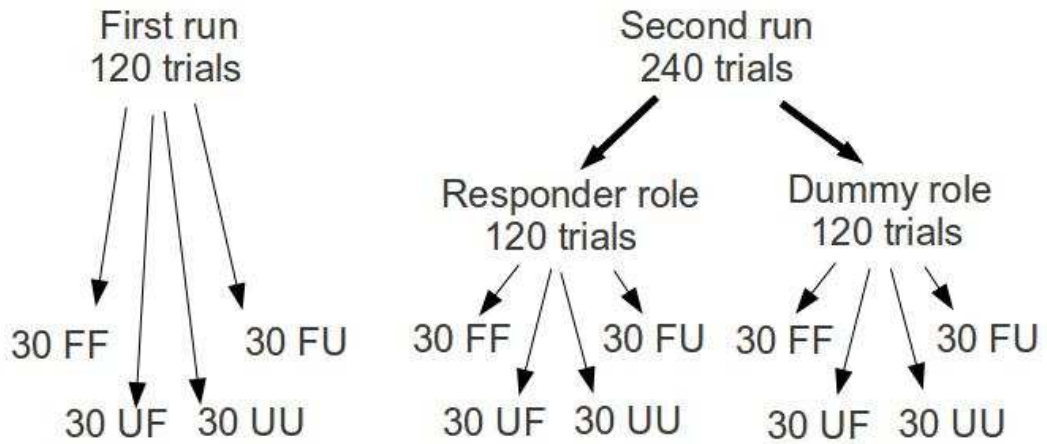 First run
120 trials
30 FF
30 FU
30 UF
30 UU
Second run
240 trials
Responder role
120 trials
30 FF
30 FU
30 UF
30 UU
Dummy role
120 trials
30 FF
30 FU
30 UF
30 UU